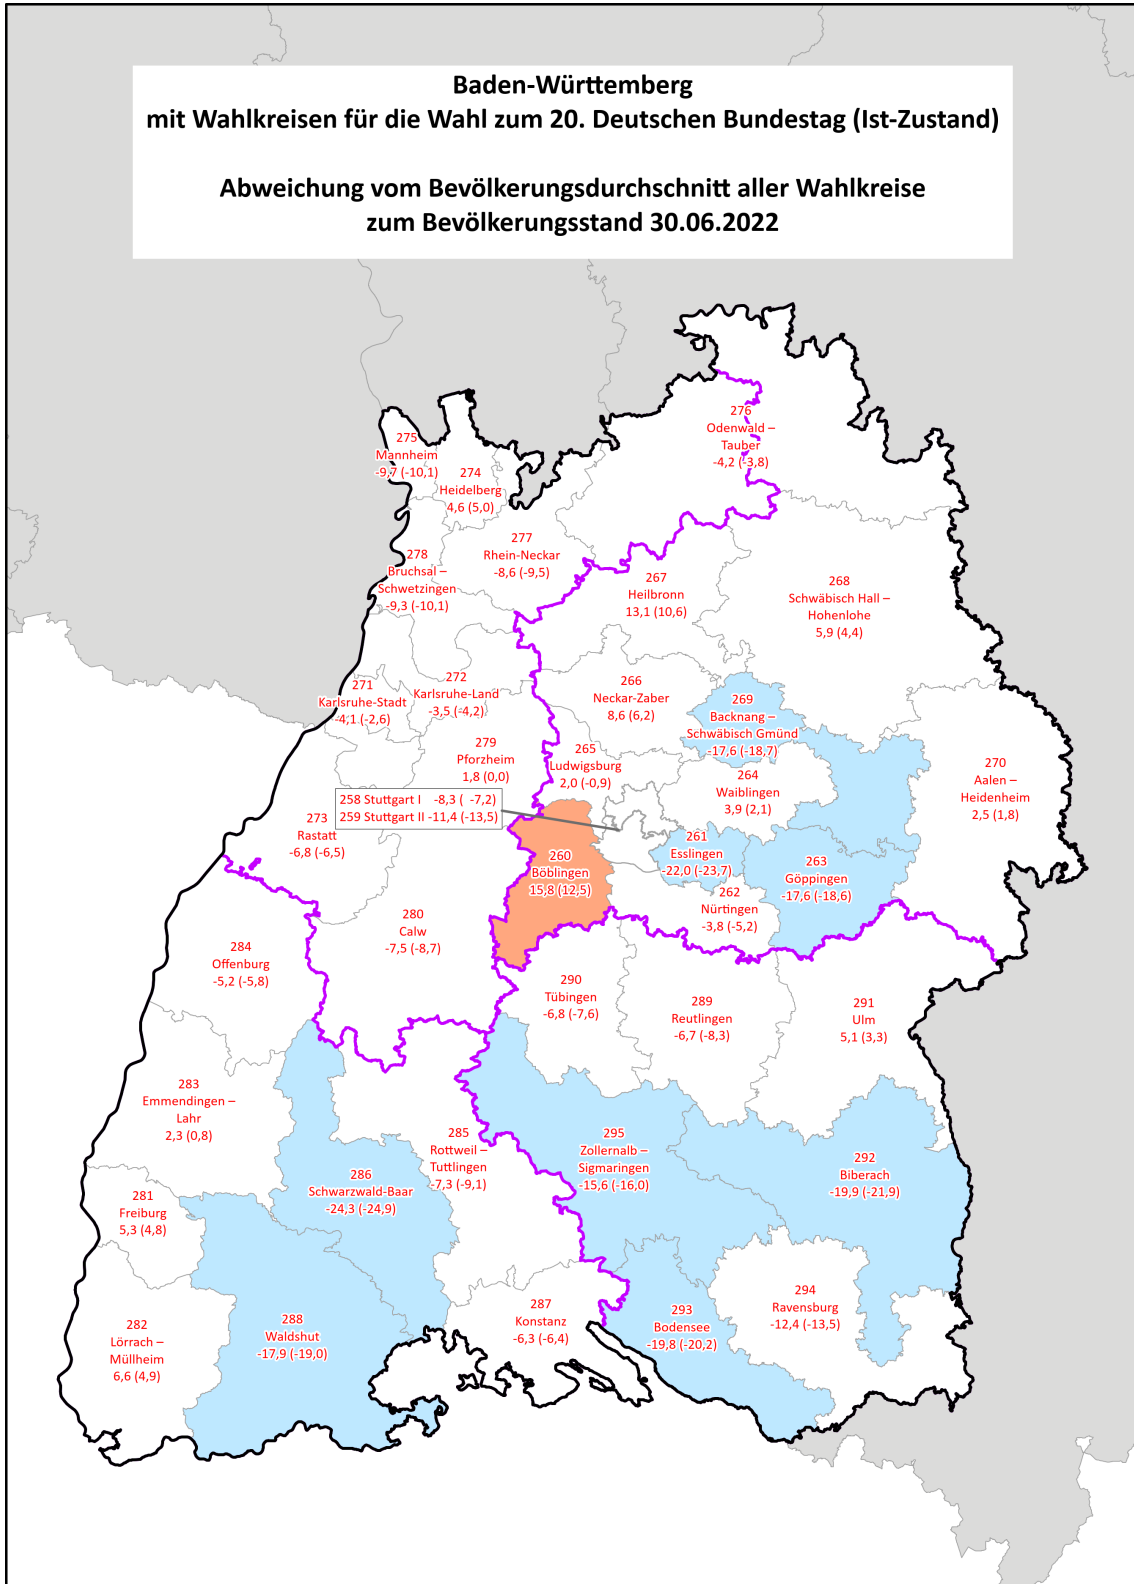 Baden-Württemberg
mit Wahlkreisen für die Wahl zum 20. Deutschen Bundestag (Ist-Zustand)
Abweichung vom Bevölkerungsdurchschnitt aller Wahlkreise
zum Bevölkerungsstand 30.06.2022
276
Odenwald –
Tauber
-4,2 (-3,8)
275
Mannheim
-9,7 (-10,1)
274
Heidelberg
4,6 (5,0)
277
Rhein-Neckar
-8,6 (-9,5)
278
Bruchsal –
Schwetzingen
-9,3 (-10,1)
267
Heilbronn
13,1 (10,6)
268
Schwäbisch Hall –
Hohenlohe
5,9 (4,4)
271
Karlsruhe-Stadt
-4,1 (-2,6)
272
Karlsruhe-Land
-3,5 (-4,2)
266
Neckar-Zaber
8,6 (6,2)
269
Backnang –
Schwäbisch Gmünd
-17,6 (-18,7)
279
Pforzheim
1,8 (0,0)
265
Ludwigsburg
2,0 (-0,9)
264
Waiblingen
3,9 (2,1)
270
Aalen –
Heidenheim
2,5 (1,8)
258 Stuttgart I -8,3 ( -7,2)
259 Stuttgart II -11,4 (-13,5)
273
Rastatt
-6,8 (-6,5)
260
Böblingen
15,8 (12,5)
261
Esslingen
-22,0 (-23,7)
263
Göppingen
-17,6 (-18,6)
262
Nürtingen
-3,8 (-5,2)
280
Calw
-7,5 (-8,7)
284
Offenburg
-5,2 (-5,8)
290
Tübingen
-6,8 (-7,6)
289
Reutlingen
-6,7 (-8,3)
291
Ulm
5,1 (3,3)
283
Emmendingen –
Lahr
2,3 (0,8)
285
Rottweil –
Tuttlingen
-7,3 (-9,1)
295
Zollernalb –
Sigmaringen
-15,6 (-16,0)
292
Biberach
-19,9 (-21,9)
286
Schwarzwald-Baar
-24,3 (-24,9)
281
Freiburg
5,3 (4,8)
282
Lörrach –
Müllheim
6,6 (4,9)
288
Waldshut
-17,9 (-19,0)
287
Konstanz
-6,3 (-6,4)
293
Bodensee
-19,8 (-20,2)
294
Ravensburg
-12,4 (-13,5)